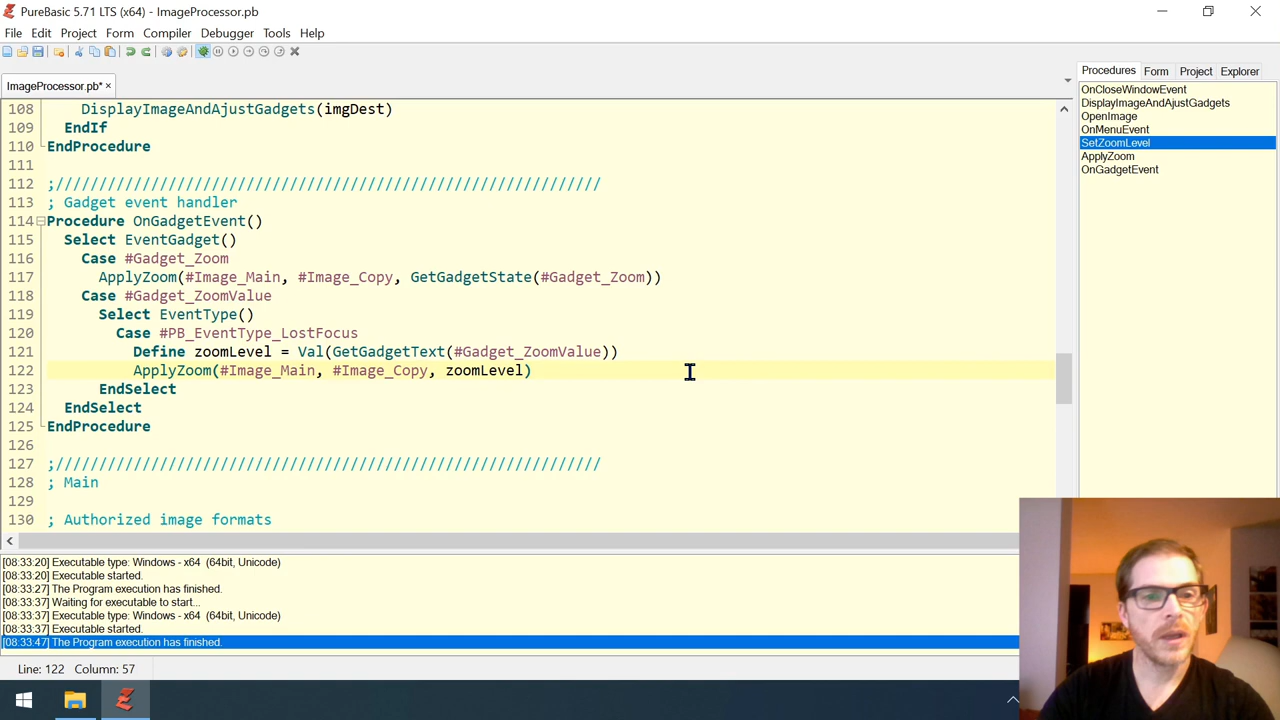 PureBasic 5.71 LTS (x64) - ImageProcessor.pb
File Edit Project Form Compiler Debugger Tools Help
ImageProcessor.pb* ×
108 DisplayImageAndAjustGadgets(imgDest)
109 EndIf
110 EndProcedure
111
112 ;///////////////////////////////////////////////////////////////
113 ; Gadget event handler
114 Procedure OnGadgetEvent()
115 Select EventGadget()
116 Case #Gadget_Zoom
117 ApplyZoom(#Image_Main, #Image_Copy, GetGadgetState(#Gadget_Zoom))
118 Case #Gadget_ZoomValue
119 Select EventType()
120 Case #PB_EventType_LostFocus
121 Define zoomLevel = Val(GetGadgetText(#Gadget_ZoomValue))
122 ApplyZoom(#Image_Main, #Image_Copy, zoomLevel)
123 EndSelect
124 EndSelect
125 EndProcedure
126
127 ;///////////////////////////////////////////////////////////////
128 ; Main
129
130 ; Authorized image formats
Procedures Form Project Explorer
OnCloseWindowEvent
DisplayImageAndAjustGadgets
OpenImage
OnMenuEvent
SetZoomLevel
ApplyZoom
OnGadgetEvent
[08:33:20] Executable type: Windows - x64 (64bit, Unicode)
[08:33:20] Executable started.
[08:33:27] The Program execution has finished.
[08:33:37] Waiting for executable to start...
[08:33:37] Executable type: Windows - x64 (64bit, Unicode)
[08:33:37] Executable started.
[08:33:47] The Program execution has finished.
Line: 122 Column: 57